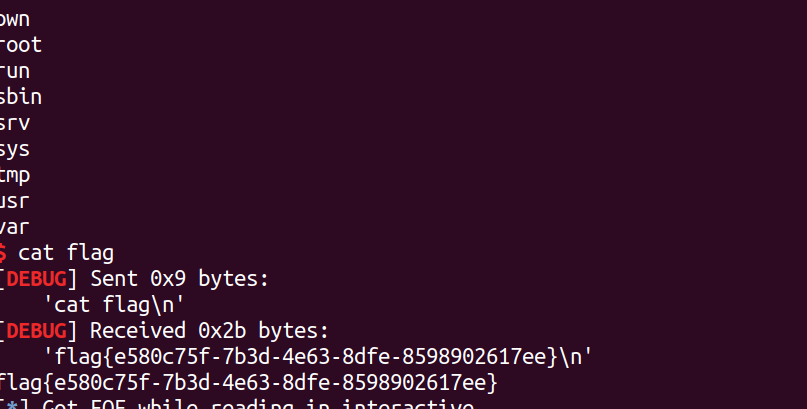 own
root
run
sbin
srv
sys
tmp
usr
var
$ cat flag
[DEBUG] Sent 0x9 bytes:
    'cat flag\n'
[DEBUG] Received 0x2b bytes:
    'flag{e580c75f-7b3d-4e63-8dfe-8598902617ee}\n'
flag{e580c75f-7b3d-4e63-8dfe-8598902617ee}
[*] Got EOF while reading in interactive